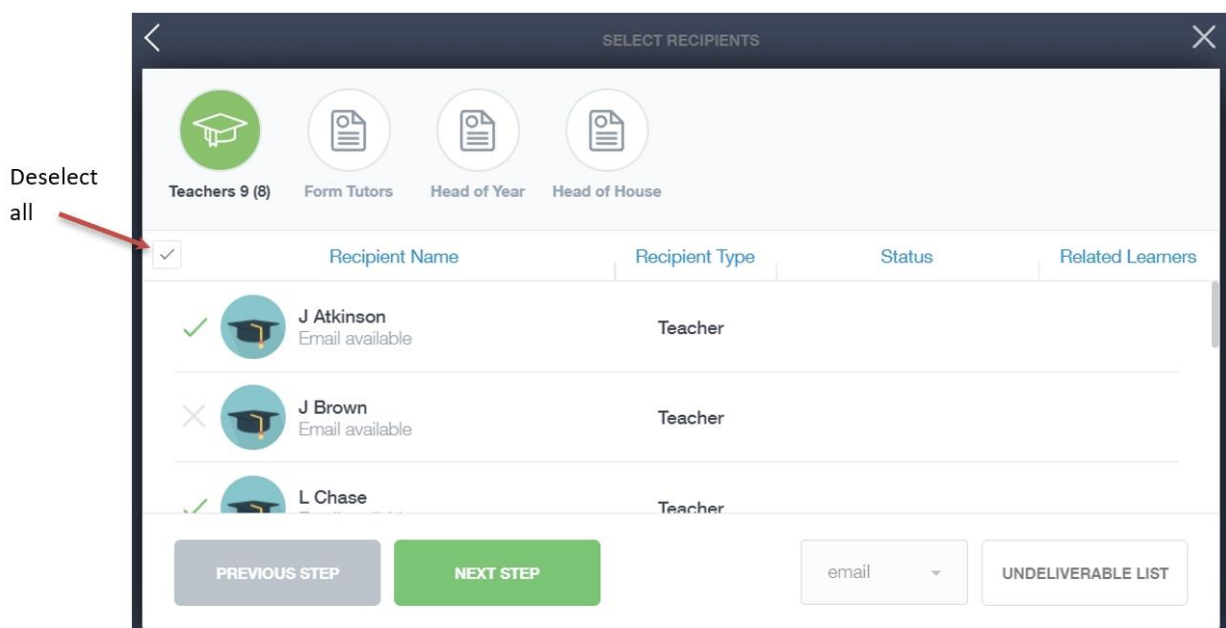 SELECT RECIPIENTS
Teachers 9 (8)
Form Tutors
Head of Year
Head of House
Deselect
all
Recipient Name
Recipient Type
Status
Related Learners
J Atkinson
Email available
Teacher
J Brown
Email available
Teacher
L Chase
Teacher
PREVIOUS STEP
NEXT STEP
email
UNDELIVERABLE LIST